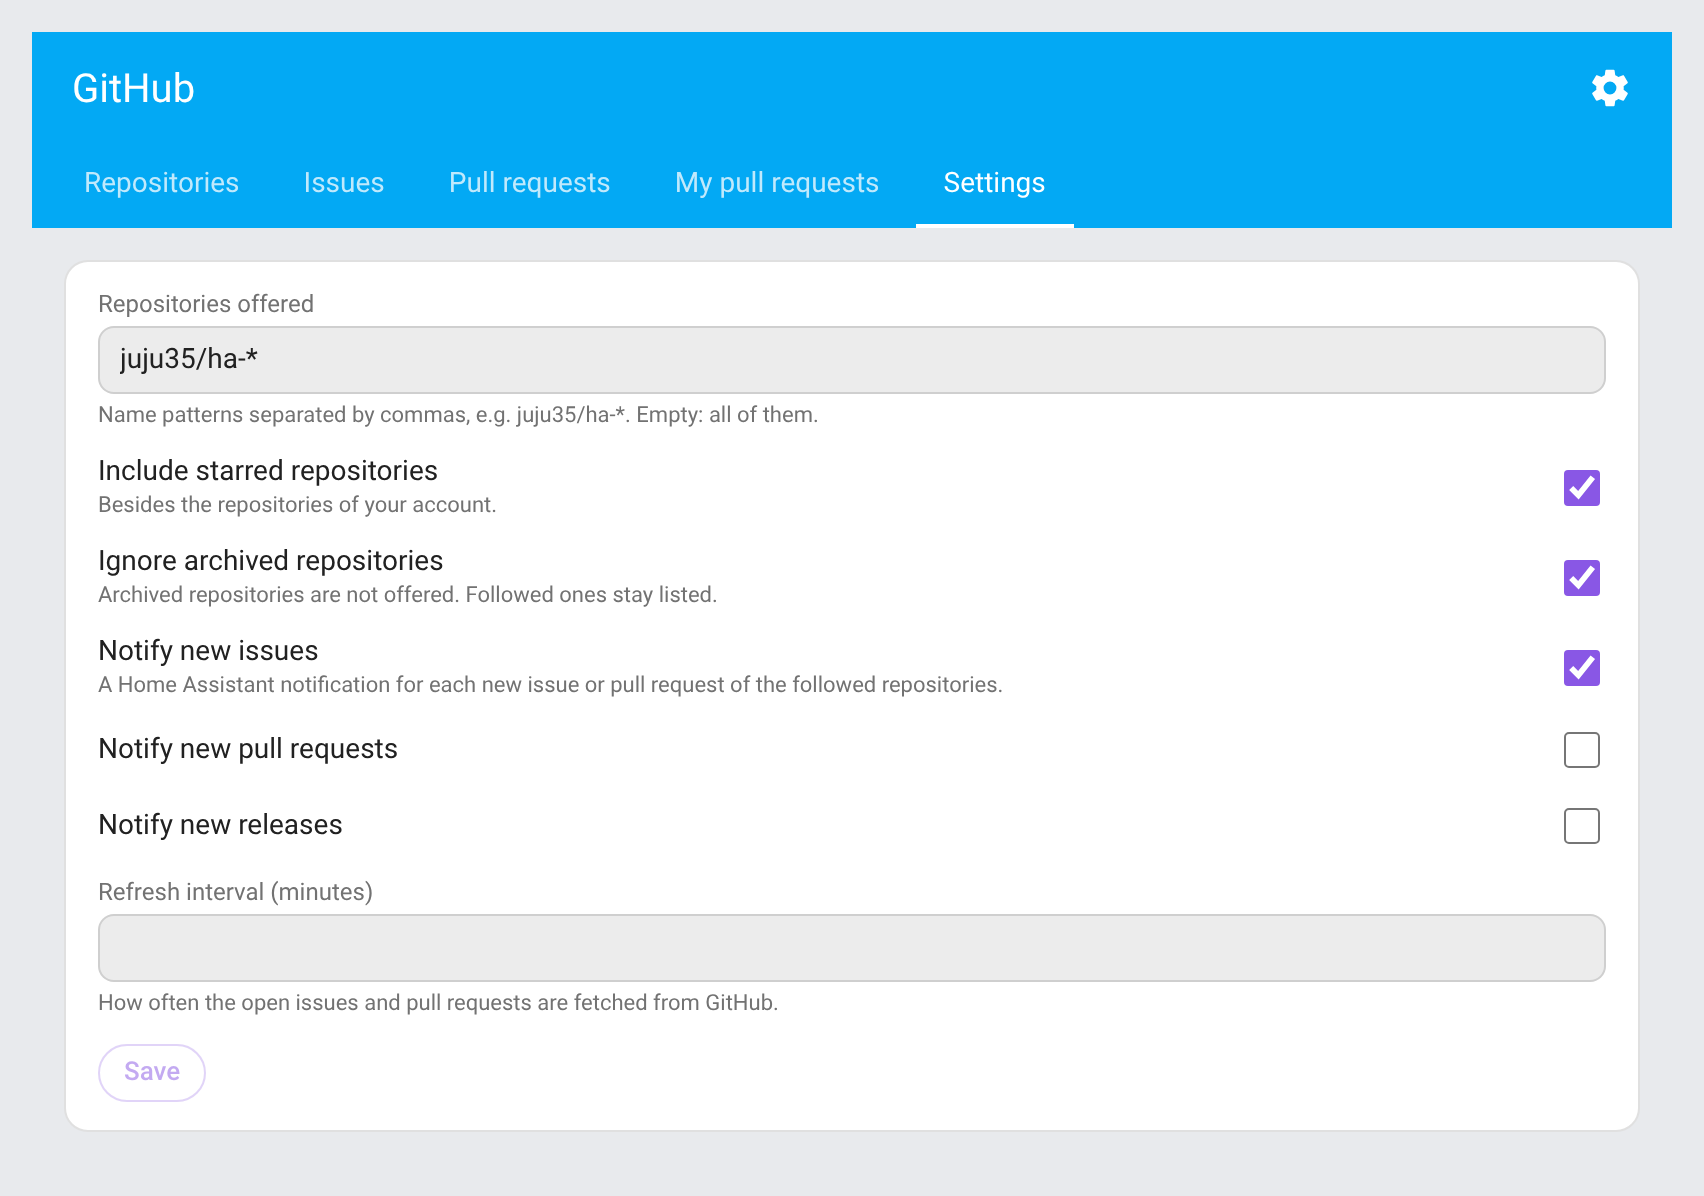 GitHub
Repositories
Issues
Pull requests
My pull requests
Settings
Repositories offered
juju35/ha-*
Name patterns separated by commas, e.g. juju35/ha-*. Empty: all of them.
Include starred repositories
Besides the repositories of your account.
Ignore archived repositories
Archived repositories are not offered. Followed ones stay listed.
Notify new issues
A Home Assistant notification for each new issue or pull request of the followed repositories.
Notify new pull requests
Notify new releases
Refresh interval (minutes)
How often the open issues and pull requests are fetched from GitHub.
Save